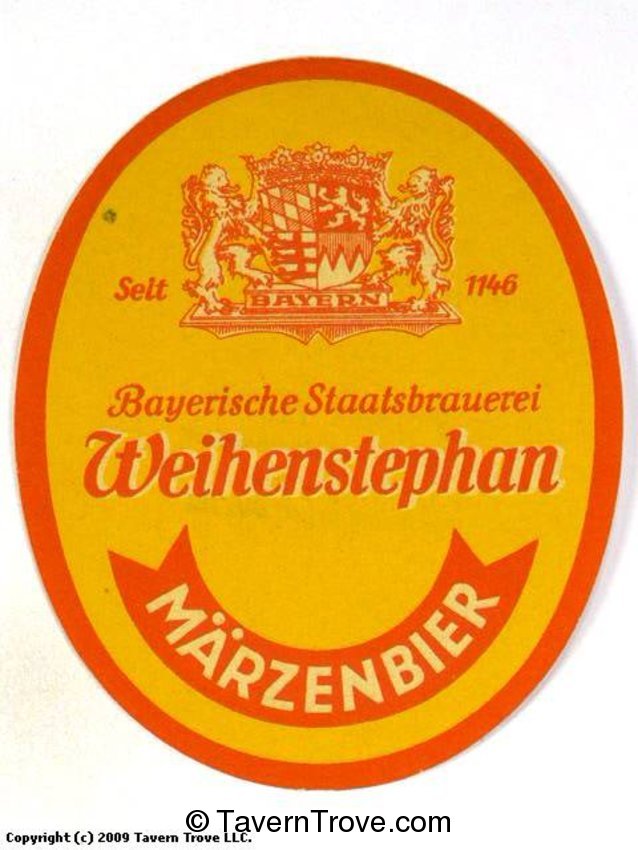 Seit 1146
BAYERN
Bayerische Staatsbrauerei
Weihenstephan
MÄRZENBIER
© TavernTrove.com
Copyright (c) 2009 Tavern Trove LLC.